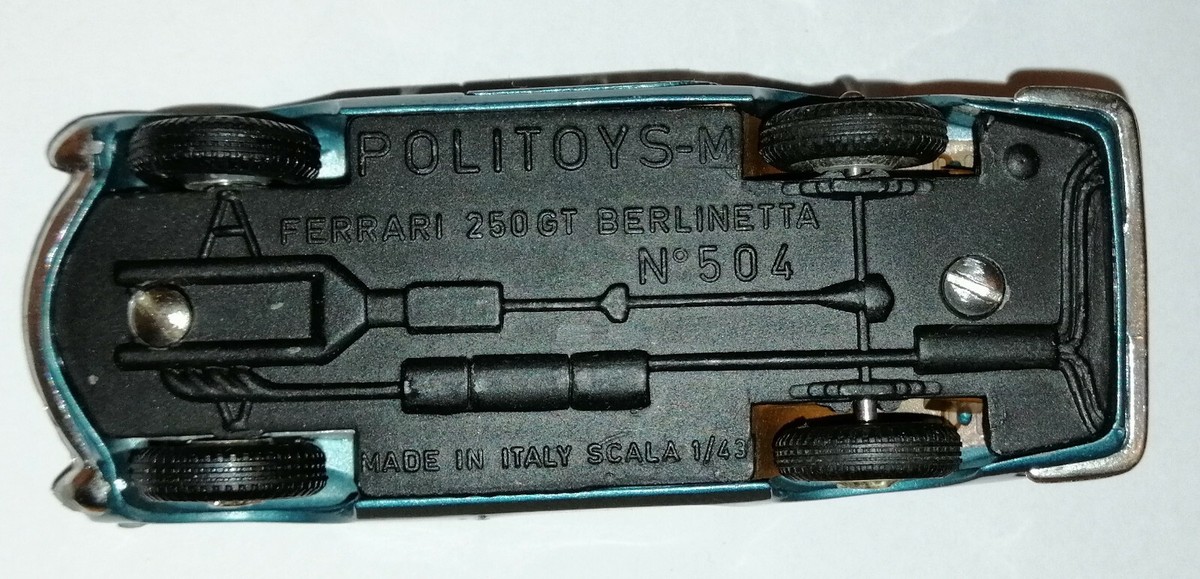 POLITOYS-M
FERRARI 250GT BERLINETTA
N° 504
MADE IN ITALY SCALA 1/43